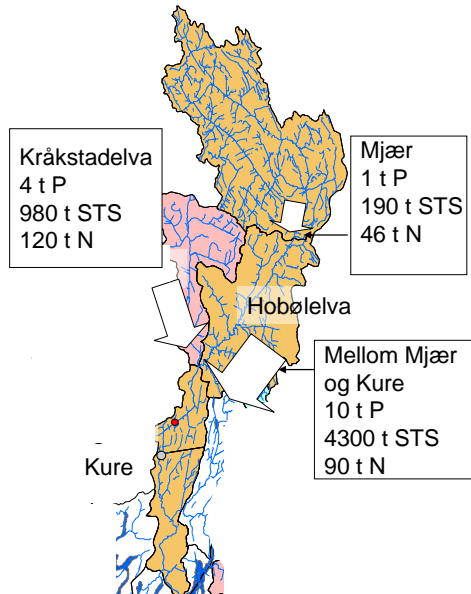 Kråkstadelva
4 t P
980 t STS
120 t N
Mjær
1 t P
190 t STS
46 t N
Hobølelva
Mellom Mjær
og Kure
10 t P
4300 t STS
90 t N
Kure